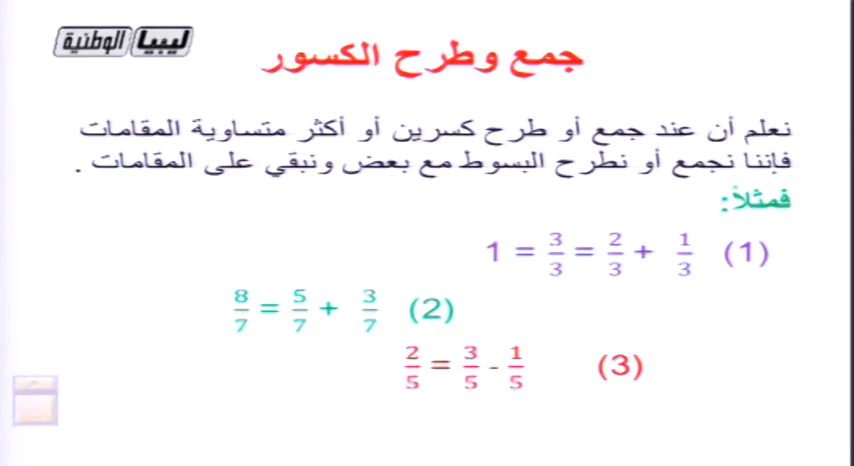 ليبيا الوطنية
جمع وطرح الكسور
نعلم أن عند جمع أو طرح كسرين أو أكثر متساوية المقامات
فإننا نجمع أو نطرح البسوط مع بعض ونبقي على المقامات .
فمثلاً:
(1) 1/3 + 2/3 = 3/3 = 1
(2) 3/7 + 5/7 = 8/7
(3) 1/5 - 3/5 = 2/5